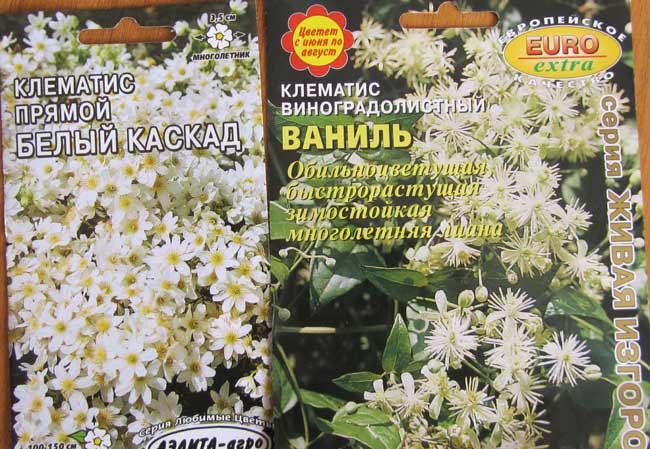 3,5 см
МНОГОЛЕТНИК
КЛЕМАТИС
ПРЯМОЙ
БЕЛЫЙ КАСКАД
100-150 см
серия Любимые Цветы
АЭЛИТА-агро
Цветет
с июня по
август
ЕВРОПЕЙСКОЕ
EURO
extra
КАЧЕСТВО
КЛЕМАТИС
ВИНОГРАДОЛИСТНЫЙ
ВАНИЛЬ
Обильноцветущая,
быстрорастущая
зимостойкая
многолетняя лиана
серия ЖИВАЯ ИЗГОРО